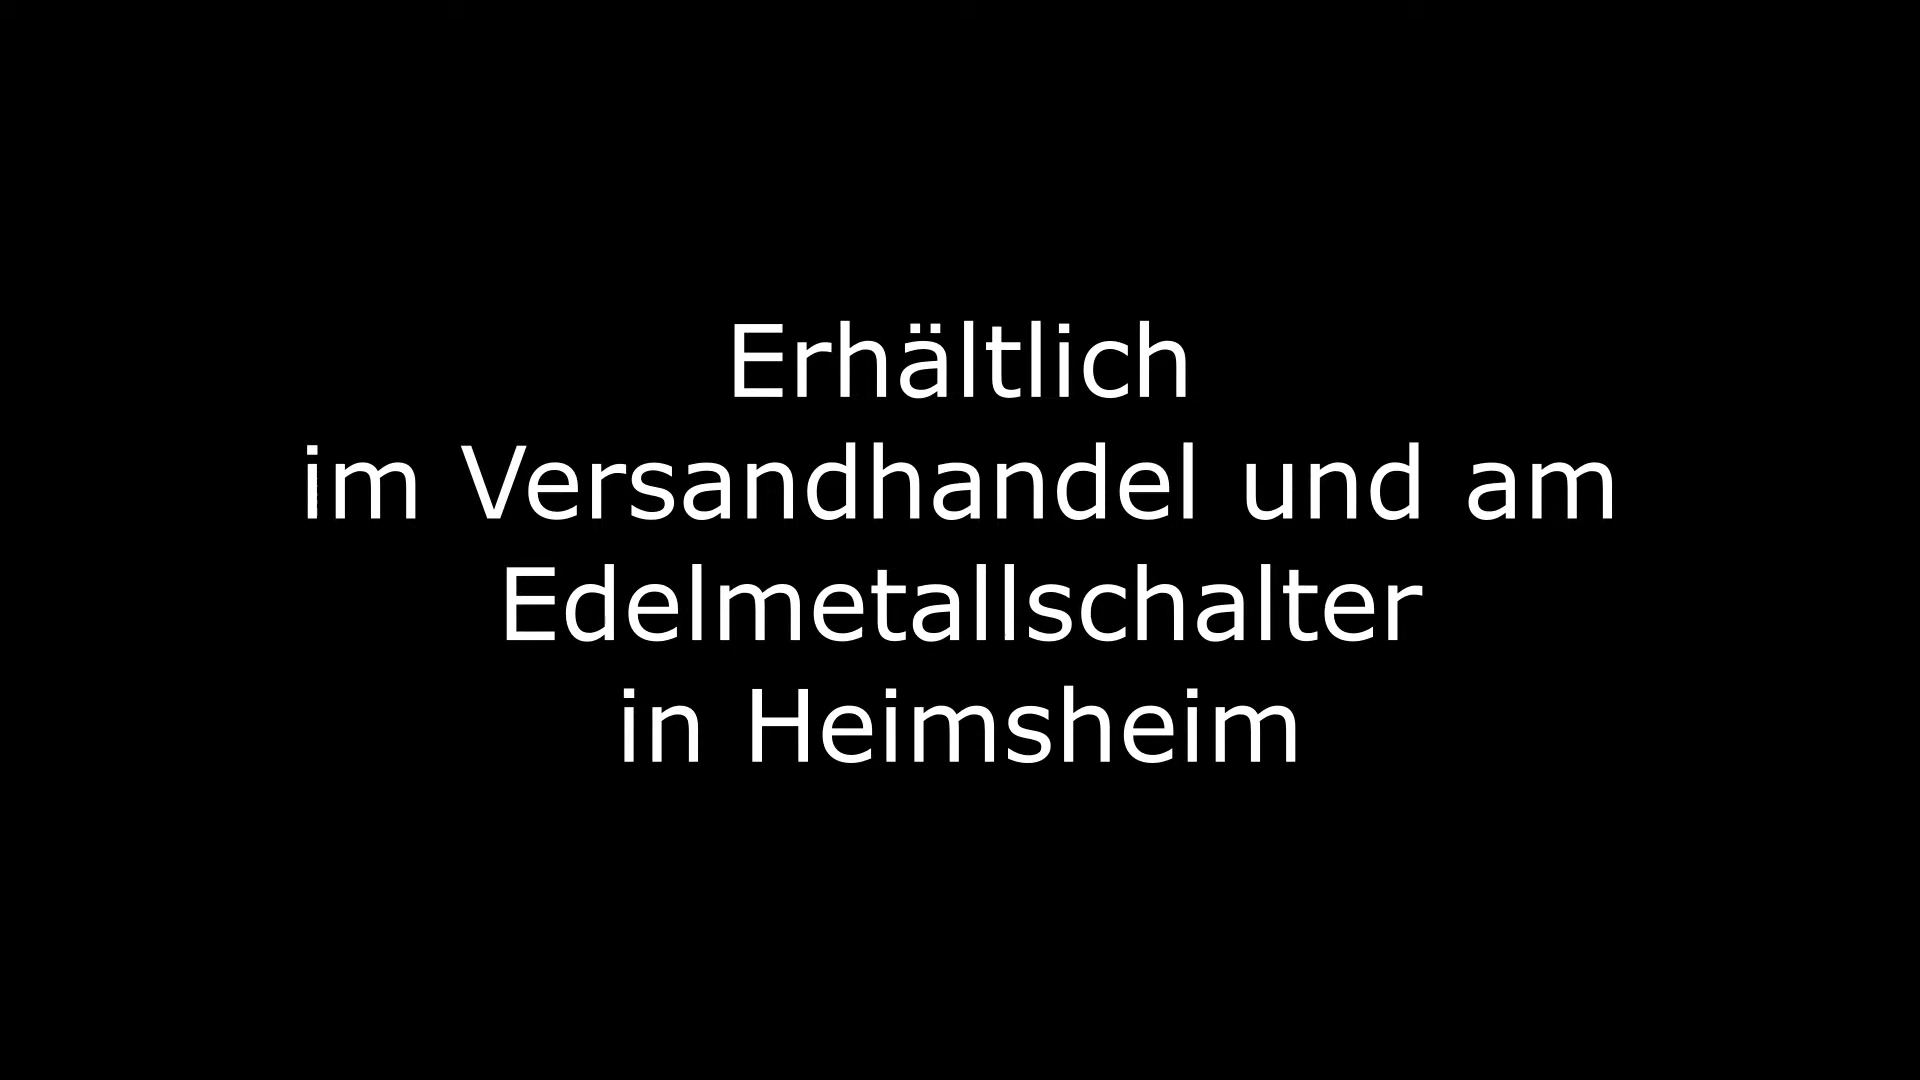 Erhältlich
im Versandhandel und am
Edelmetallschalter
in Heimsheim